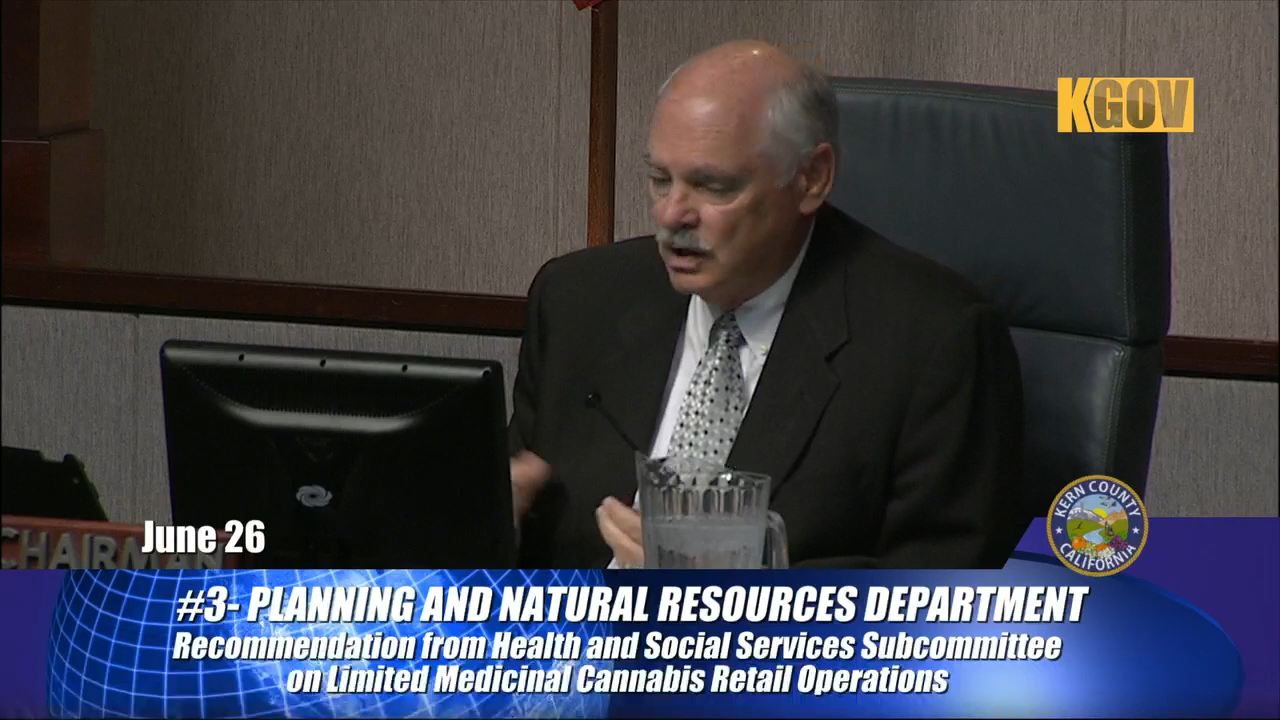 KGOV
KERN COUNTY
CALIFORNIA
CHAIRMAN
June 26
#3- PLANNING AND NATURAL RESOURCES DEPARTMENT
Recommendation from Health and Social Services Subcommittee
on Limited Medicinal Cannabis Retail Operations